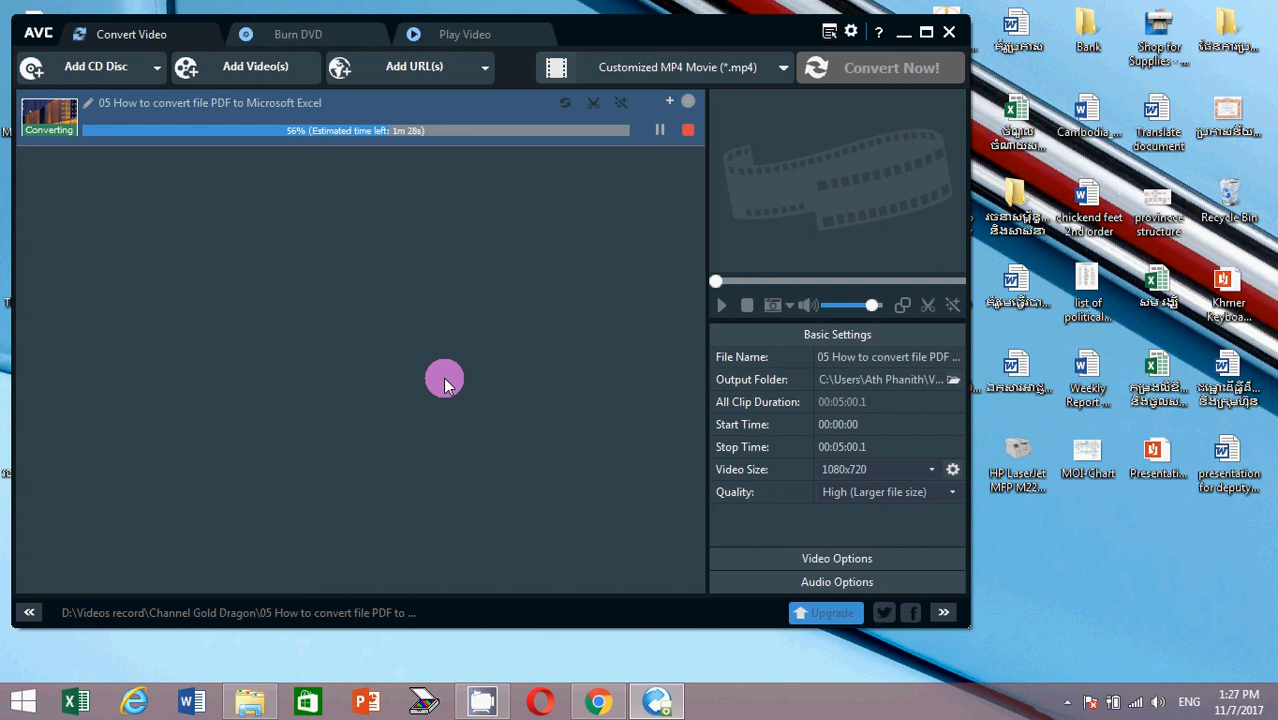 AVC
Convert Video
Burn DVD
Play Video
?
Add CD Disc
Add Video(s)
Add URL(s)
Customized MP4 Movie (*.mp4)
Convert Now!
05 How to convert file PDF to Microsoft Excel
Converting
56% (Estimated time left: 1m 28s)
Basic Settings
File Name:
05 How to convert file PDF ...
Output Folder:
C:\Users\Ath Phanith\V...
All Clip Duration:
00:05:00.1
Start Time:
00:00:00
Stop Time:
00:05:00.1
Video Size:
1080x720
Quality:
High (Larger file size)
Video Options
Audio Options
D:\Videos record\Channel Gold Dragon\05 How to convert file PDF to ...
Upgrade
Bank
Shop for
Supplies - ...
Cambodia_...
Translate
document
chickend feet
2nd order
province
structure
Recycle Bin
list of
political...
សម រង្ស៊ី
Khmer
Keyboa...
Weekly
Report ...
HP LaserJet
MFP M22...
MOI-Chart
Presentati...
presentation
for deputy...
ENG
1:27 PM
11/7/2017